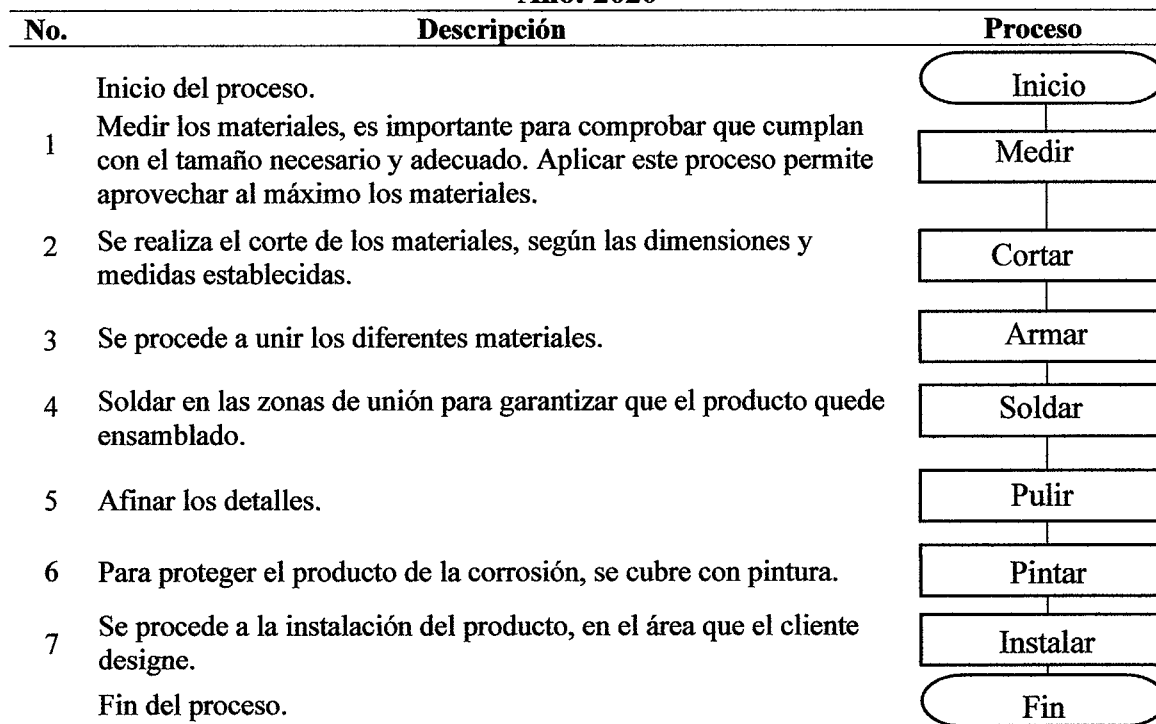 No. Descripción Proceso
Inicio del proceso. Inicio
1 Medir los materiales, es importante para comprobar que cumplan
con el tamaño necesario y adecuado. Aplicar este proceso permite
aprovechar al máximo los materiales.
Medir
2 Se realiza el corte de los materiales, según las dimensiones y
medidas establecidas.
Cortar
3 Se procede a unir los diferentes materiales. Armar
4 Soldar en las zonas de unión para garantizar que el producto quede
ensamblado.
Soldar
5 Afinar los detalles. Pulir
6 Para proteger el producto de la corrosión, se cubre con pintura. Pintar
7 Se procede a la instalación del producto, en el área que el cliente
designe.
Instalar
Fin del proceso. Fin